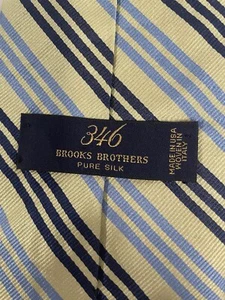 346
BROOKS BROTHERS
PURE SILK
MADE IN USA
WOVEN IN
ITALY